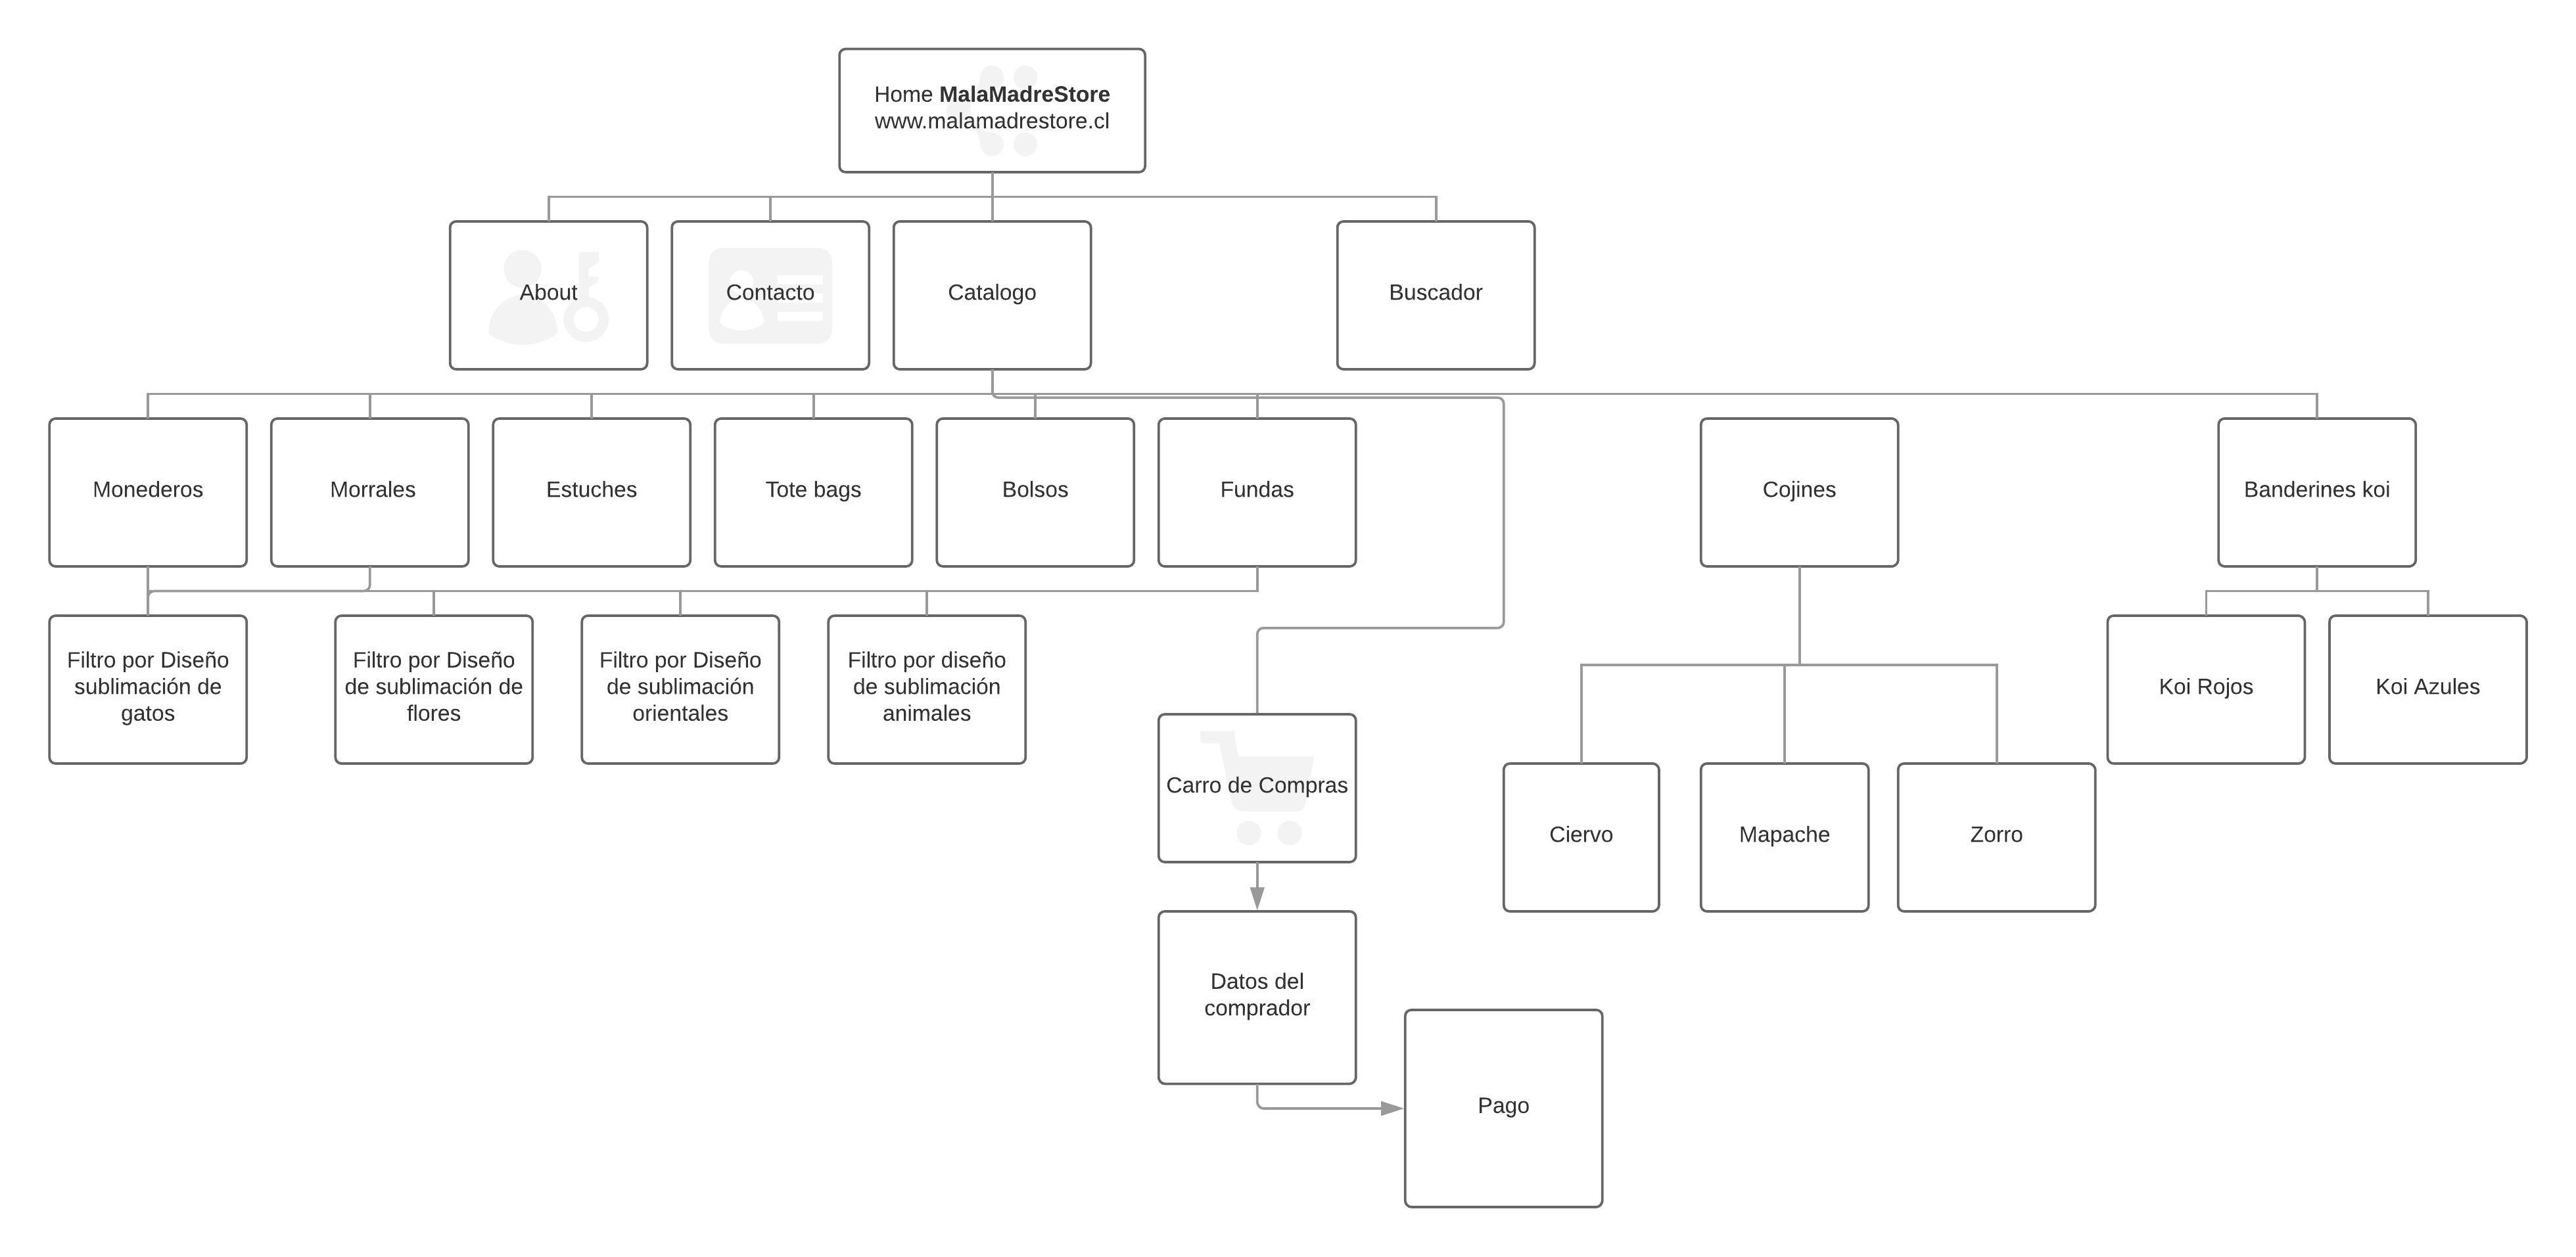 Home MalaMadreStore
www.malamadrestore.cl
About
Contacto
Catalogo
Buscador
Monederos
Morrales
Estuches
Tote bags
Bolsos
Fundas
Cojines
Banderines koi
Filtro por Diseño
sublimación de
gatos
Filtro por Diseño
de sublimación de
flores
Filtro por Diseño
de sublimación
orientales
Filtro por diseño
de sublimación
animales
Koi Rojos
Koi Azules
Carro de Compras
Ciervo
Mapache
Zorro
Datos del
comprador
Pago